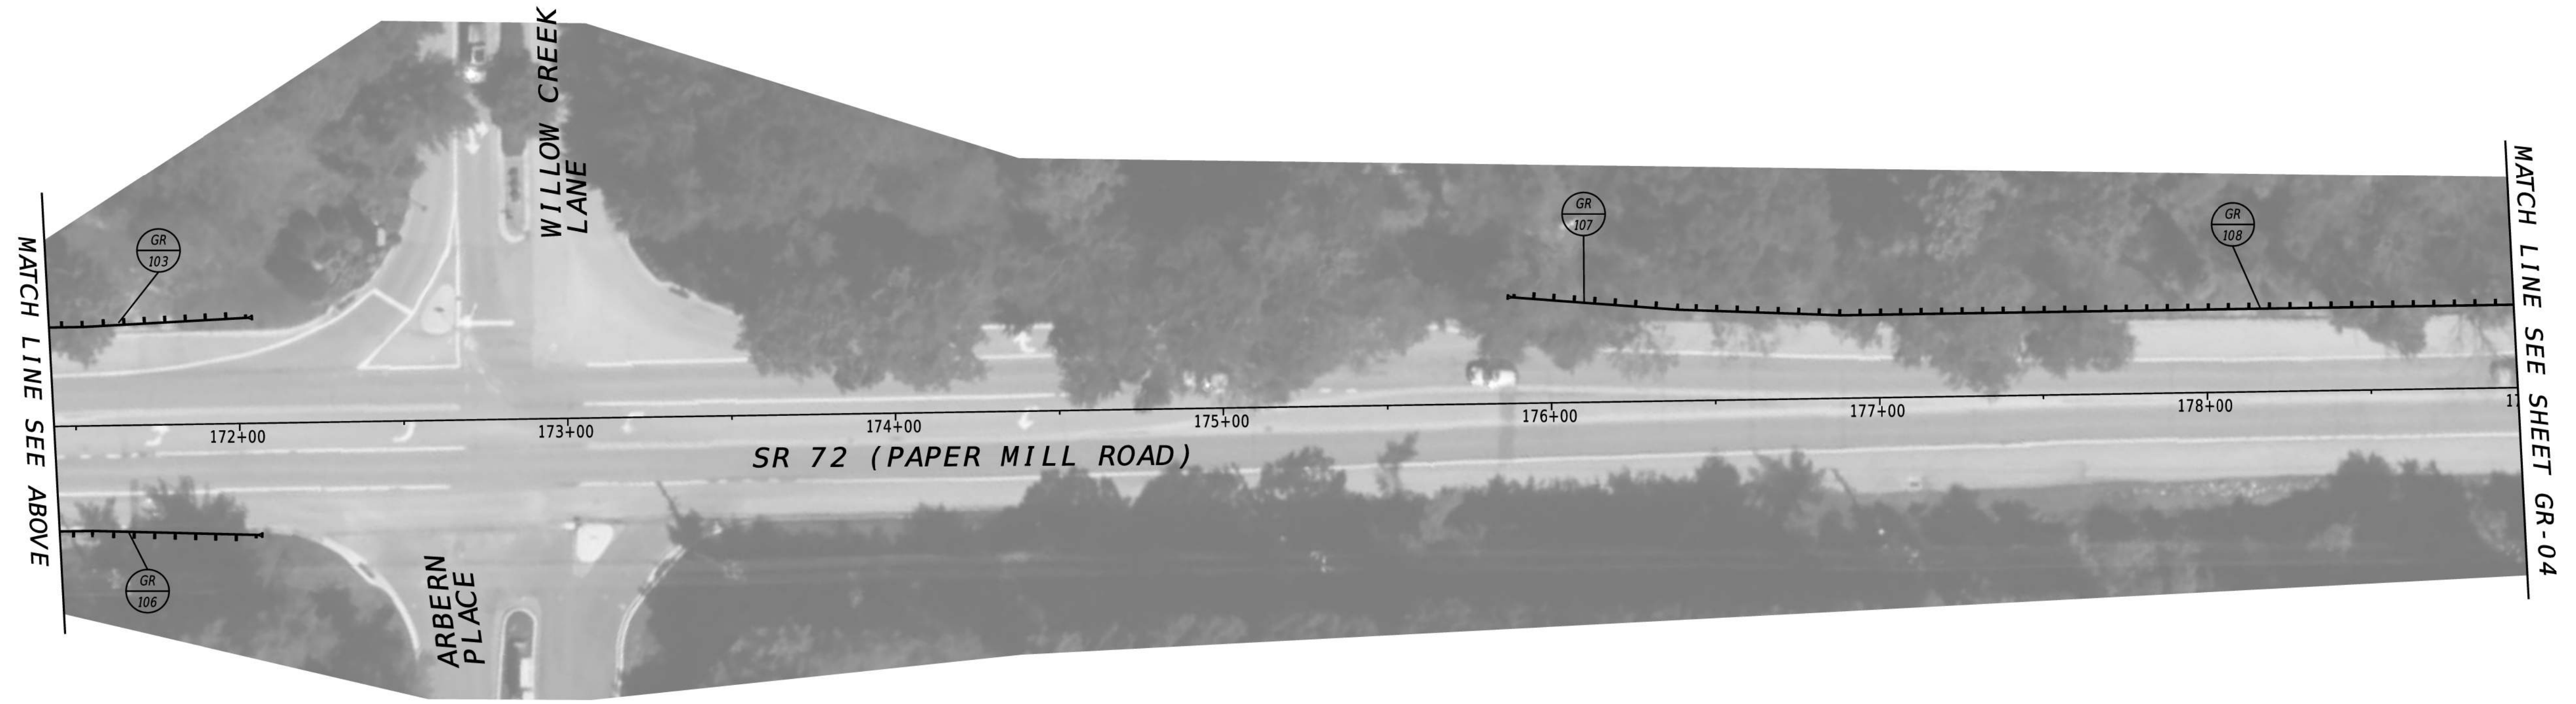 WILLOW CREEK
LANE
GR
103
GR
107
GR
108
MATCH LINE SEE ABOVE
MATCH LINE SEE SHEET GR-04
172+00
173+00
174+00
175+00
176+00
177+00
178+00
11
SR 72 (PAPER MILL ROAD)
GR
106
ARBERN
PLACE